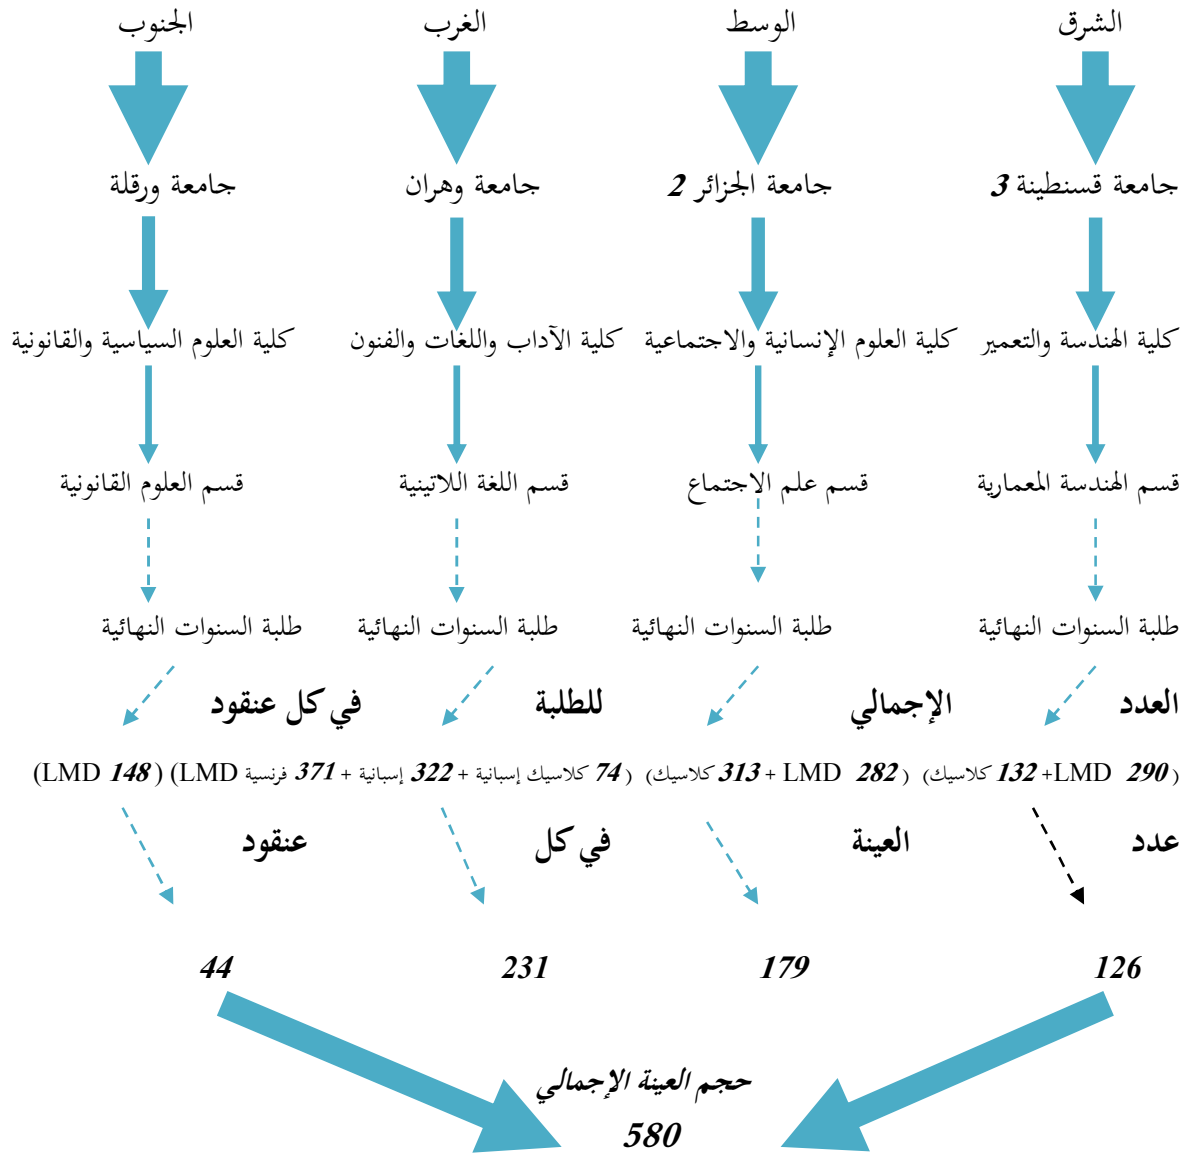 الشرق الوسط الغرب الجنوب
جامعة قسنطينة 3 جامعة الجزائر 2 جامعة وهران جامعة ورقلة
كلية الهندسة والتعمير كلية العلوم الإنسانية والاجتماعية كلية الآداب واللغات والفنون كلية العلوم السياسية والقانونية
قسم الهندسة المعمارية قسم علم الاجتماع قسم اللغة اللاتينية قسم العلوم القانونية
طلبة السنوات النهائية طلبة السنوات النهائية طلبة السنوات النهائية طلبة السنوات النهائية
العدد الإجمالي للطلبة في كل عنقود
(290 LMD+ 132 كلاسيك) (282 LMD + 313 كلاسيك) (74 كلاسيك إسبانية + 322 إسبانية + 371 فرنسية LMD) (148 LMD)
عدد العينة في كل عنقود
126 179 231 44
حجم العينة الإجمالي
580